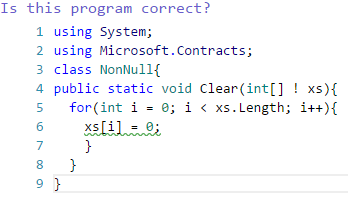 Is this program correct?
1 using System;
2 using Microsoft.Contracts;
3 class NonNull{
4 public static void Clear(int[] ! xs){
5   for(int i = 0; i < xs.Length; i++){
6     xs[i] = 0;
7     }
8   }
9 }